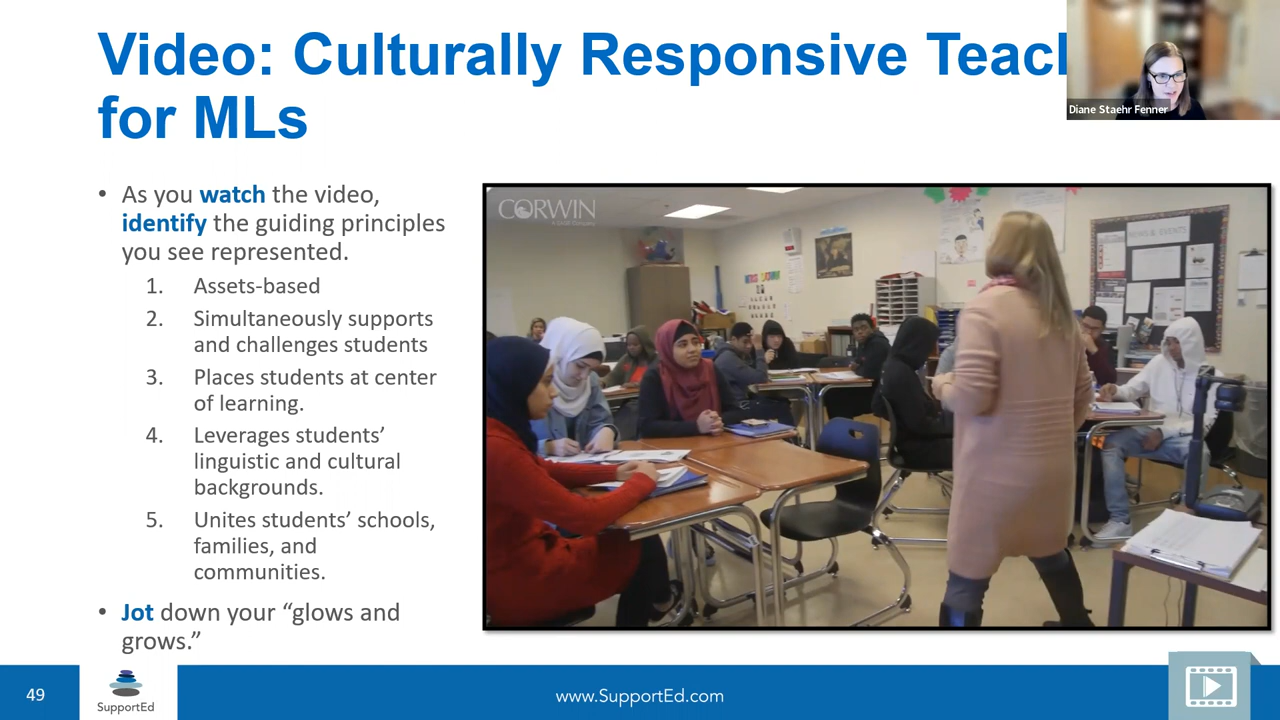 Video: Culturally Responsive Teach
for MLs
Diane Staehr Fenner
• As you watch the video,
identify the guiding principles
you see represented.
1. Assets-based
2. Simultaneously supports
and challenges students
3. Places students at center
of learning.
4. Leverages students’
linguistic and cultural
backgrounds.
5. Unites students’ schools,
families, and
communities.
• Jot down your “glows and
grows.”
CORWIN
NEWS & EVENTS
49
SupportEd
www.SupportEd.com